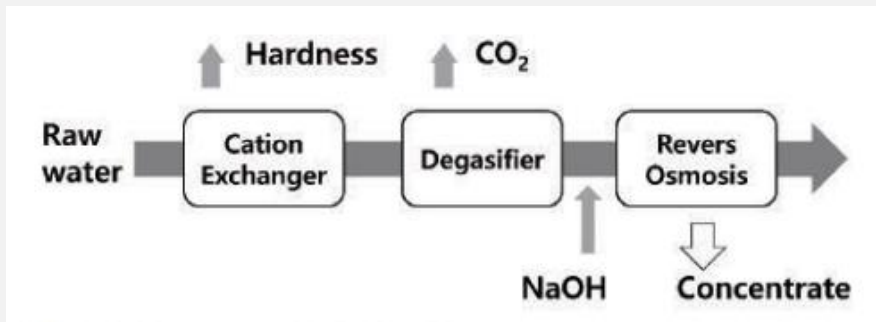 Hardness
CO₂
Raw
water
Cation
Exchanger
Degasifier
Revers
Osmosis
NaOH
Concentrate